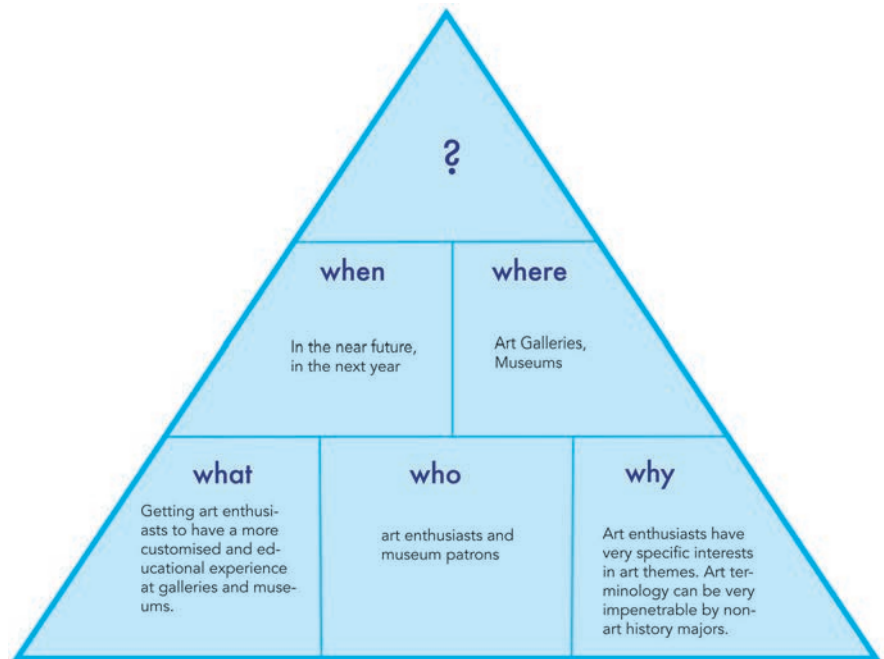 ?
when
where
In the near future,
in the next year
Art Galleries,
Museums
what
who
why
Getting art enthusi-
asts to have a more
customised and ed-
ucational experience
at galleries and muse-
ums.
art enthusiasts and
museum patrons
Art enthusiasts have
very specific interests
in art themes. Art ter-
minology can be very
impenetrable by non-
art history majors.